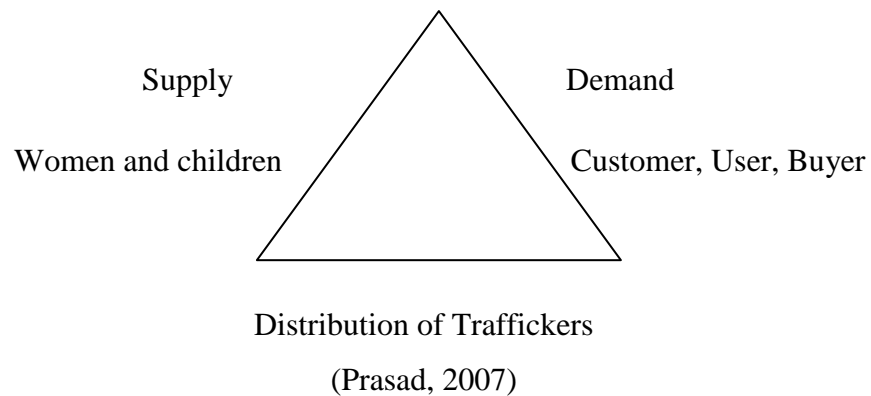 Supply
Demand
Women and children
Customer, User, Buyer
Distribution of Traffickers
(Prasad, 2007)